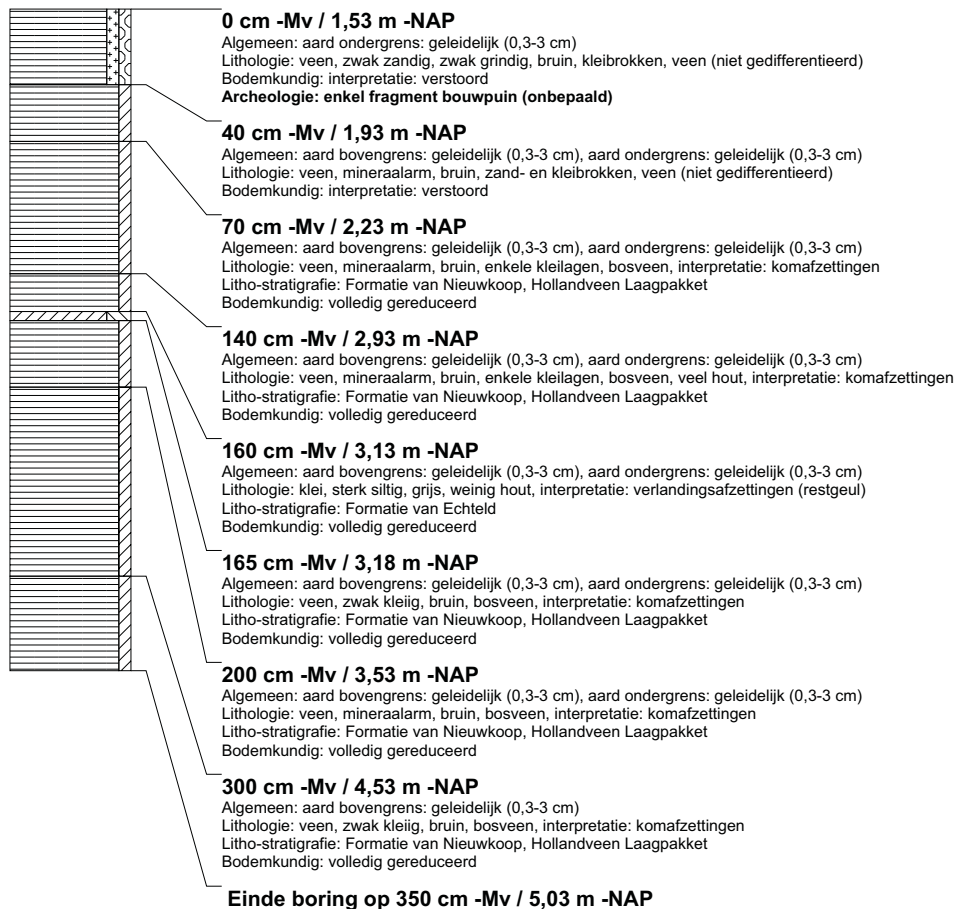 0 cm -Mv / 1,53 m -NAP
Algemeen: aard ondergrens: geleidelijk (0,3-3 cm)
Lithologie: veen, zwak zandig, zwak grindig, bruin, kleibrokken, veen (niet gedifferentieerd)
Bodemkundig: interpretatie: verstoord
Archeologie: enkel fragment bouwpuin (onbepaald)
40 cm -Mv / 1,93 m -NAP
Algemeen: aard bovengrens: geleidelijk (0,3-3 cm), aard ondergrens: geleidelijk (0,3-3 cm)
Lithologie: veen, mineraalarm, bruin, zand- en kleibrokken, veen (niet gedifferentieerd)
Bodemkundig: interpretatie: verstoord
70 cm -Mv / 2,23 m -NAP
Algemeen: aard bovengrens: geleidelijk (0,3-3 cm), aard ondergrens: geleidelijk (0,3-3 cm)
Lithologie: veen, mineraalarm, bruin, enkele kleilagen, bosveen, interpretatie: komafzettingen
Litho-stratigrafie: Formatie van Nieuwkoop, Hollandveen Laagpakket
Bodemkundig: volledig gereduceerd
140 cm -Mv / 2,93 m -NAP
Algemeen: aard bovengrens: geleidelijk (0,3-3 cm), aard ondergrens: geleidelijk (0,3-3 cm)
Lithologie: veen, mineraalarm, bruin, enkele kleilagen, bosveen, veel hout, interpretatie: komafzettingen
Litho-stratigrafie: Formatie van Nieuwkoop, Hollandveen Laagpakket
Bodemkundig: volledig gereduceerd
160 cm -Mv / 3,13 m -NAP
Algemeen: aard bovengrens: geleidelijk (0,3-3 cm), aard ondergrens: geleidelijk (0,3-3 cm)
Lithologie: klei, sterk siltig, grijs, weinig hout, interpretatie: verlandingsafzettingen (restgeul)
Litho-stratigrafie: Formatie van Echteld
Bodemkundig: volledig gereduceerd
165 cm -Mv / 3,18 m -NAP
Algemeen: aard bovengrens: geleidelijk (0,3-3 cm), aard ondergrens: geleidelijk (0,3-3 cm)
Lithologie: veen, zwak kleiig, bruin, bosveen, interpretatie: komafzettingen
Litho-stratigrafie: Formatie van Nieuwkoop, Hollandveen Laagpakket
Bodemkundig: volledig gereduceerd
200 cm -Mv / 3,53 m -NAP
Algemeen: aard bovengrens: geleidelijk (0,3-3 cm), aard ondergrens: geleidelijk (0,3-3 cm)
Lithologie: veen, mineraalarm, bruin, bosveen, interpretatie: komafzettingen
Litho-stratigrafie: Formatie van Nieuwkoop, Hollandveen Laagpakket
Bodemkundig: volledig gereduceerd
300 cm -Mv / 4,53 m -NAP
Algemeen: aard bovengrens: geleidelijk (0,3-3 cm)
Lithologie: veen, zwak kleiig, bruin, bosveen, interpretatie: komafzettingen
Litho-stratigrafie: Formatie van Nieuwkoop, Hollandveen Laagpakket
Bodemkundig: volledig gereduceerd
Einde boring op 350 cm -Mv / 5,03 m -NAP